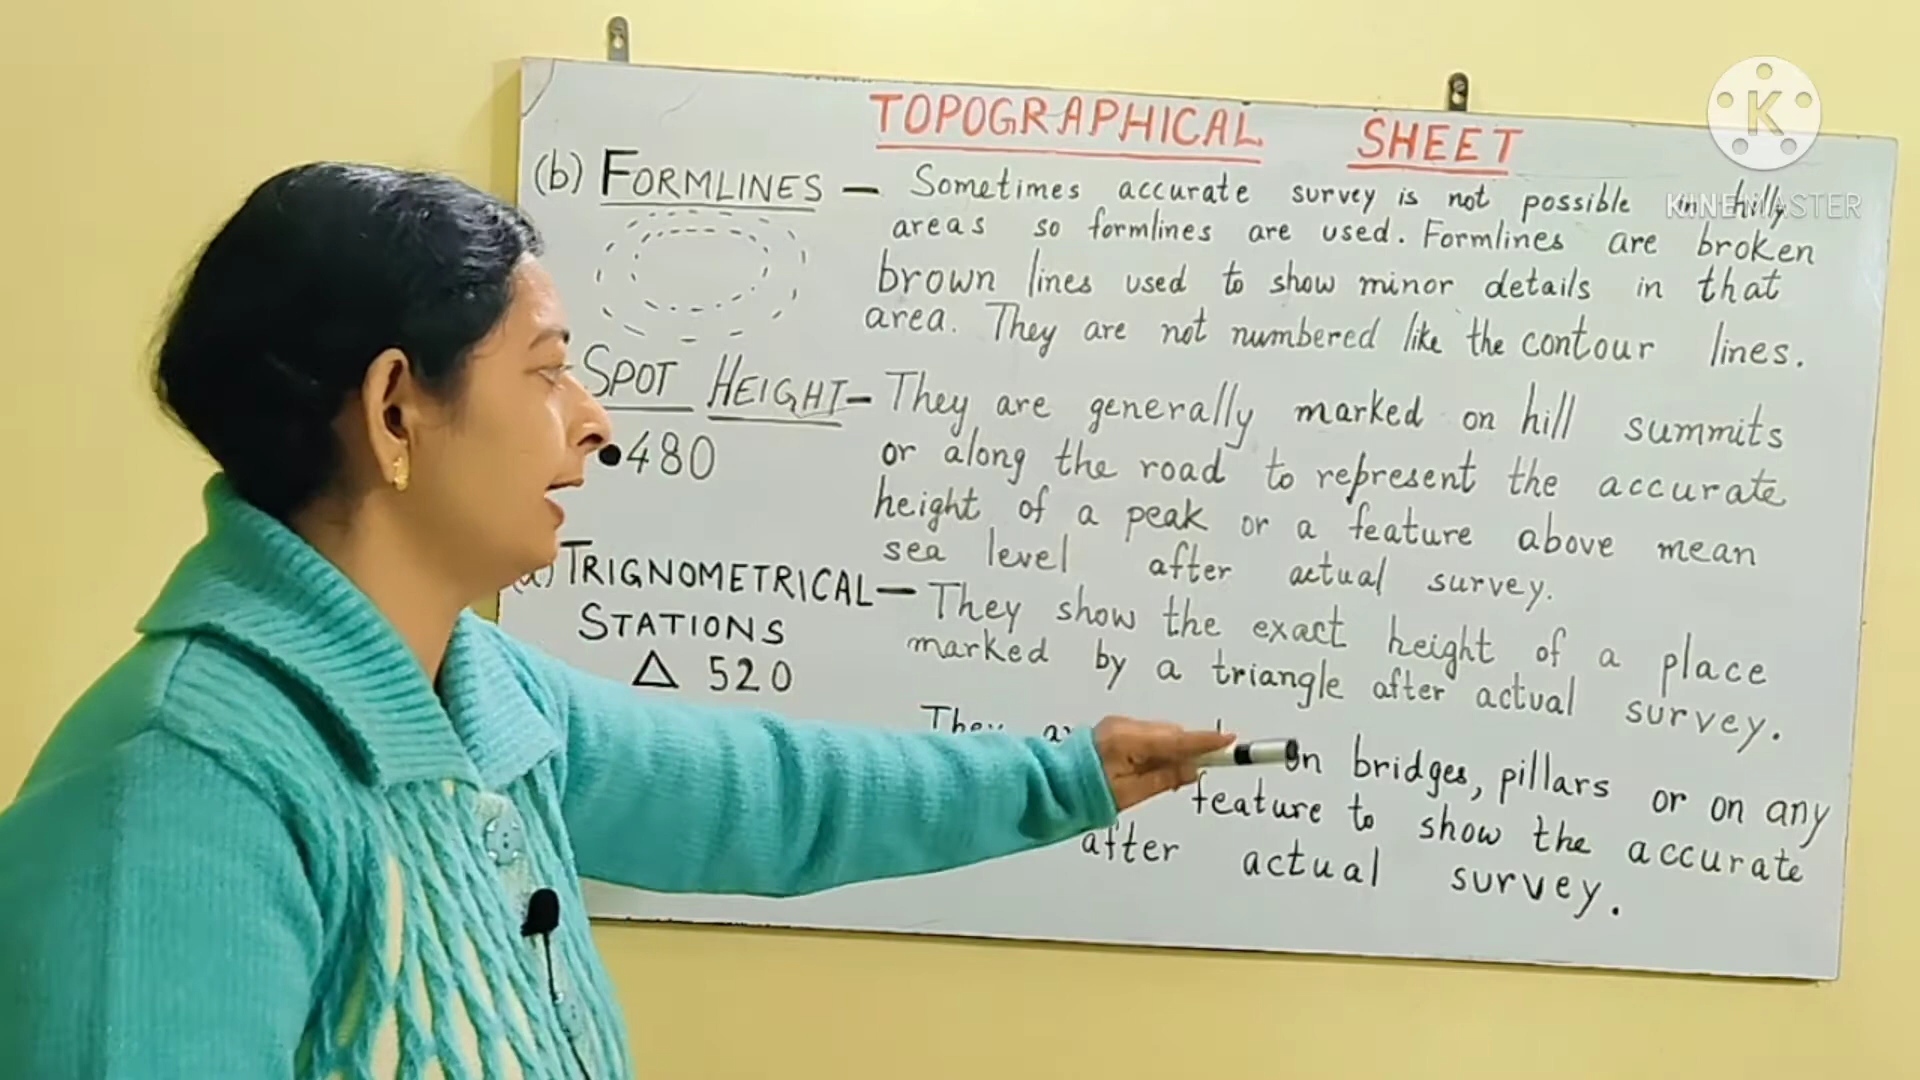 TOPOGRAPHICAL SHEET
(b) FORMLINES — Sometimes accurate survey is not possible in hilly
areas so formlines are used. Formlines are broken
brown lines used to show minor details in that
area. They are not numbered like the contour lines.
SPOT HEIGHT — They are generally marked on hill summits
•480
or along the road to represent the accurate
height of a peak or a feature above mean
sea level after actual survey.
TRIGNOMETRICAL — They show the exact height of a place
STATIONS
△ 520
marked by a triangle after actual survey.
They on bridges, pillars or on any
feature to show the accurate
after actual survey.
K
KINEMASTER